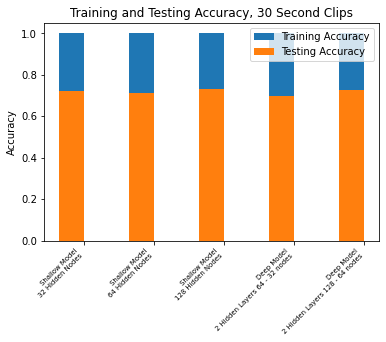 Training and Testing Accuracy, 30 Second Clips
Training Accuracy
Testing Accuracy
Accuracy
1.0
0.8
0.6
0.4
0.2
0.0
Shallow Model
32 Hidden Nodes
Shallow Model
64 Hidden Nodes
Shallow Model
128 Hidden Nodes
Deep Model
2 Hidden Layers 64 - 32 nodes
Deep Model
2 Hidden Layers 128 - 64 nodes